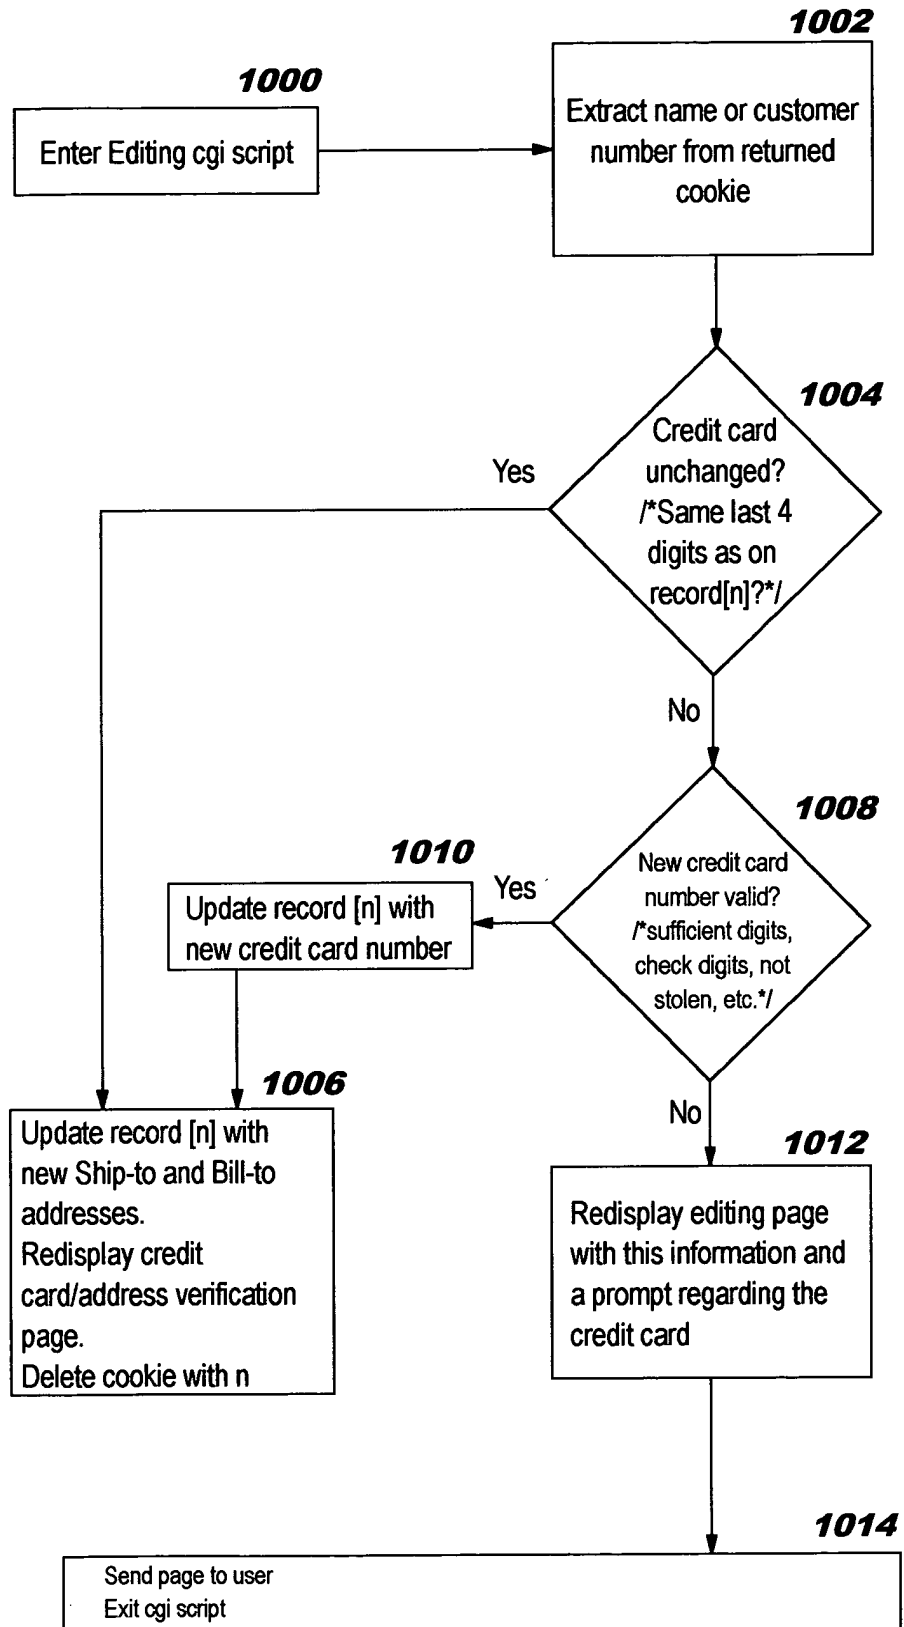 1002
1000
Enter Editing cgi script
Extract name or customer
number from returned
cookie
1004
Credit card
unchanged?
/*Same last 4
digits as on
record[n]?*/
Yes
No
1008
New credit card
number valid?
/*sufficient digits,
check digits, not
stolen, etc.*/
Yes
1010
Update record [n] with
new credit card number
1006
Update record [n] with
new Ship-to and Bill-to
addresses.
Redisplay credit
card/address verification
page.
Delete cookie with n
No
1012
Redisplay editing page
with this information and
a prompt regarding the
credit card
1014
Send page to user
Exit cgi script